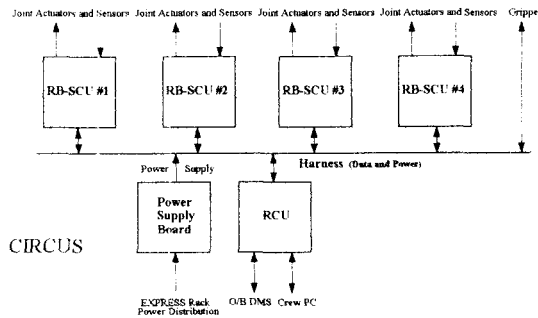 Joint Actuators and Sensors Joint Actuators and Sensors Joint Actuators and Sensors Joint Actuators and Sensors Grippe
RB-SCU #1 RB-SCU #2 RB-SCU #3 RB-SCU #4
Harness (Data and Power)
Power Supply
Power
Supply
Board
RCU
CIRCUS
EXPRESS Rack
Power Distribution
O/B DMS Crew PC